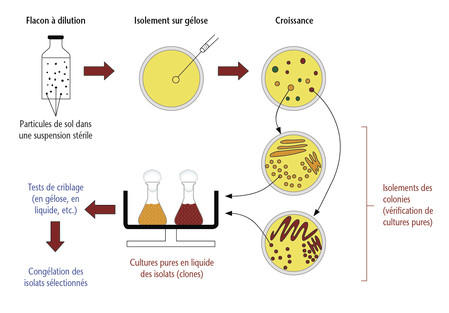 Flacon à dilution
Isolement sur gélose
Croissance
Particules de sol dans
une suspension stérile
Tests de criblage
(en gélose, en
liquide, etc.)
Congélation des
isolats sélectionnés
Cultures pures en liquide
des isolats (clones)
Isolements des
colonies
(vérification de
cultures pures)